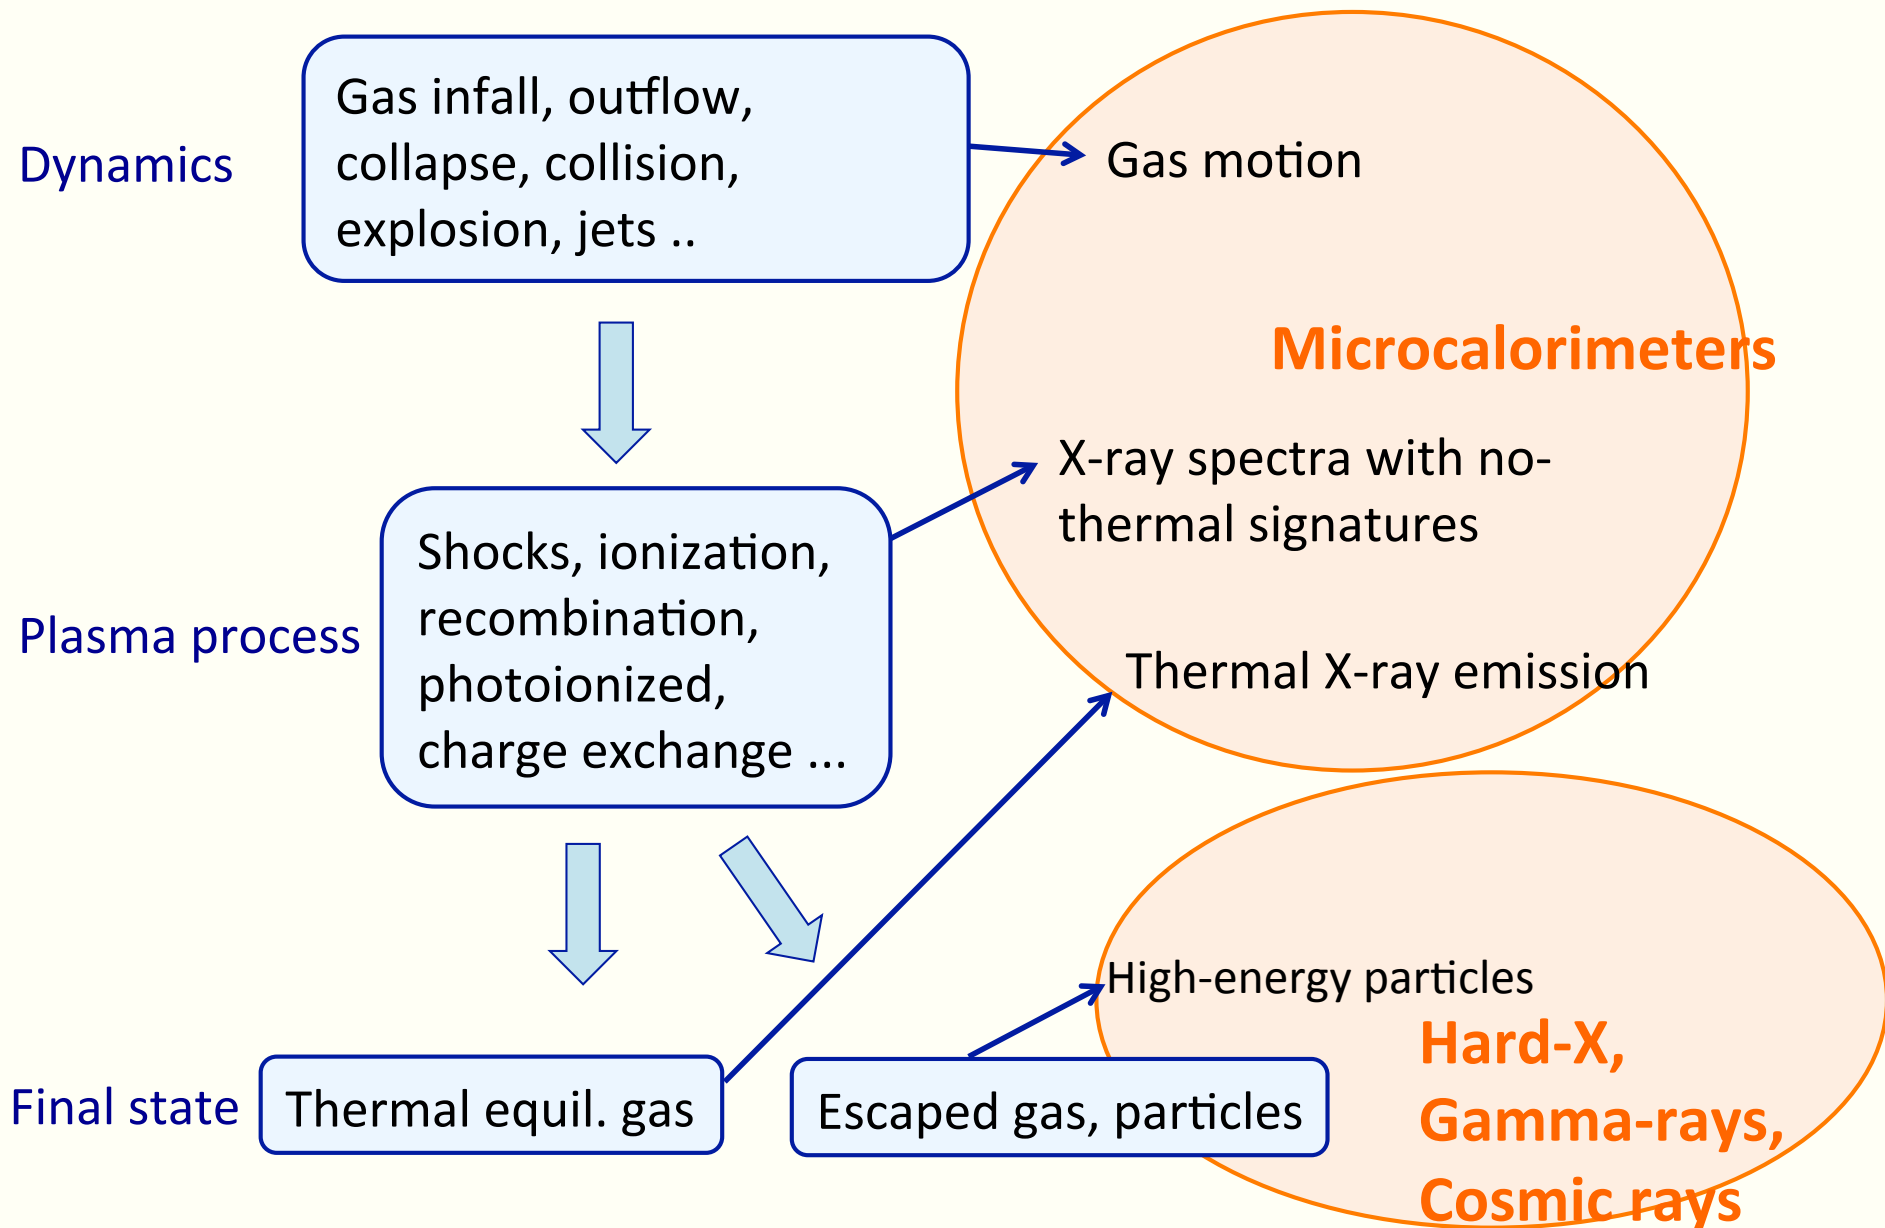 Dynamics
Gas infall, outflow,
collapse, collision,
explosion, jets ..
Gas motion
Microcalorimeters
X-ray spectra with no-
thermal signatures
Plasma process
Shocks, ionization,
recombination,
photoionized,
charge exchange ...
Thermal X-ray emission
High-energy particles
Hard-X,
Gamma-rays,
Cosmic rays
Final state
Thermal equil. gas
Escaped gas, particles